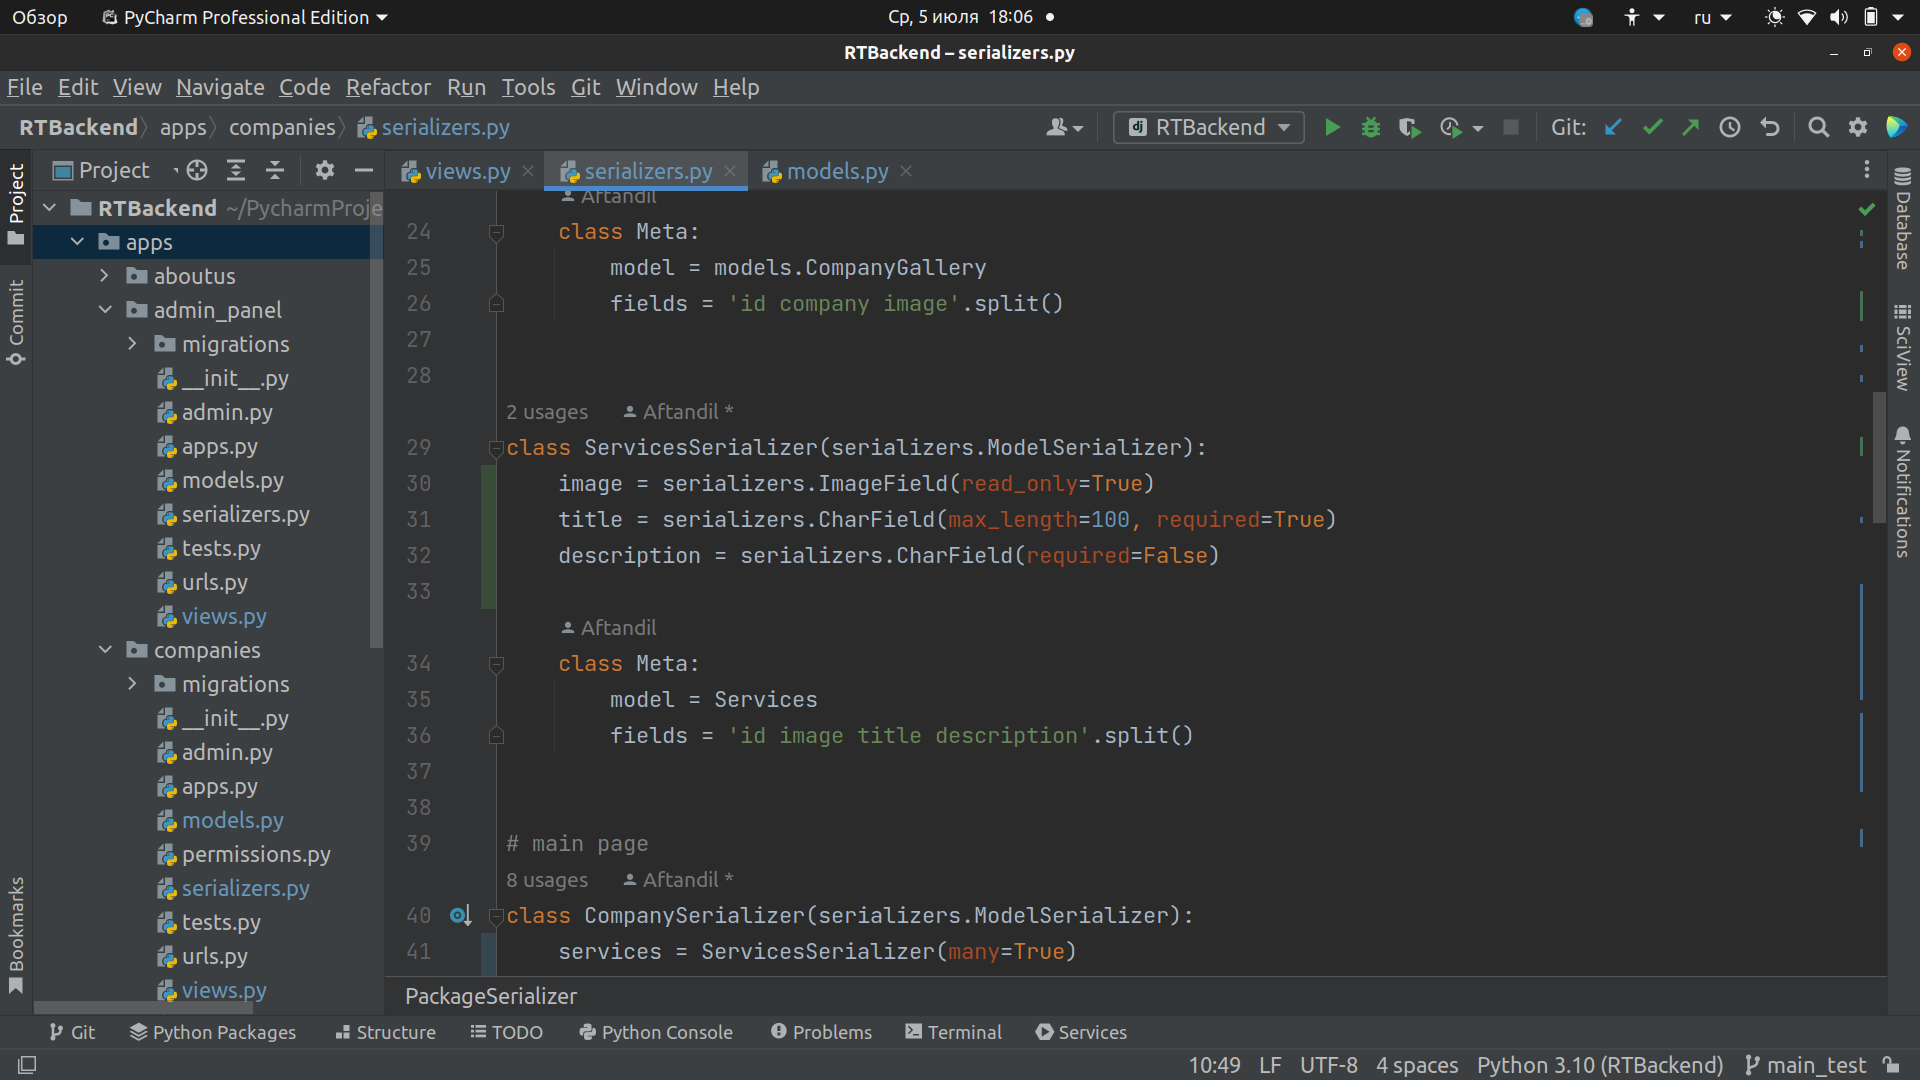 Обзор
PyCharm Professional Edition
Ср, 5 июля 18:06
ru
RTBackend – serializers.py
File Edit View Navigate Code Refactor Run Tools Git Window Help
RTBackend apps companies serializers.py
RTBackend
Git:
Project
views.py
serializers.py
models.py
Project
Commit
Bookmarks
RTBackend ~/PycharmProje
apps
aboutus
admin_panel
migrations
__init__.py
admin.py
apps.py
models.py
serializers.py
tests.py
urls.py
views.py
companies
migrations
__init__.py
admin.py
apps.py
models.py
permissions.py
serializers.py
tests.py
urls.py
views.py
Aftandil
24 class Meta:
25 model = models.CompanyGallery
26 fields = 'id company image'.split()
27
28
2 usages Aftandil *
29 class ServicesSerializer(serializers.ModelSerializer):
30 image = serializers.ImageField(read_only=True)
31 title = serializers.CharField(max_length=100, required=True)
32 description = serializers.CharField(required=False)
33
Aftandil
34 class Meta:
35 model = Services
36 fields = 'id image title description'.split()
37
38
39 # main page
8 usages Aftandil *
40 class CompanySerializer(serializers.ModelSerializer):
41 services = ServicesSerializer(many=True)
PackageSerializer
Database
SciView
Notifications
Git Python Packages Structure TODO Python Console Problems Terminal Services
10:49 LF UTF-8 4 spaces Python 3.10 (RTBackend) main_test